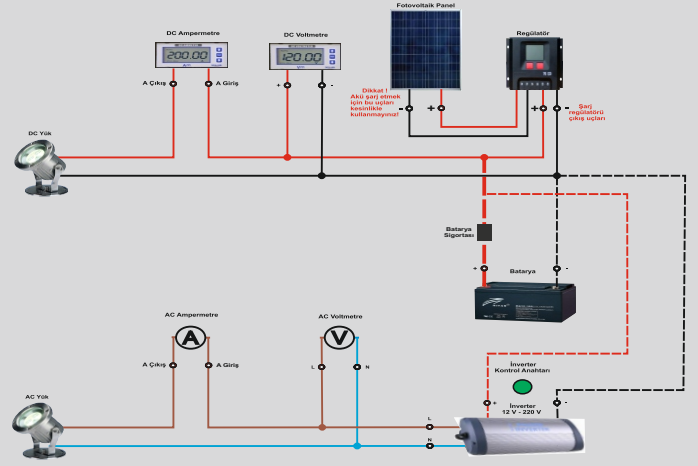 Fotovoltaik Panel
DC Ampermetre
DC Voltmetre
Regülatör
200.00
120.00
A Çıkış
A Giriş
+
-
Dikkat !
Akü şarj etmek
için bu uçları
kesinlikle
kullanmayınız!
-
+
+
-
Şarj
regülatörü
çıkış uçları
DC Yük
Batarya
Sigortası
+
Batarya
-
AC Ampermetre
AC Voltmetre
A
V
A Çıkış
A Giriş
L
N
İnverter
Kontrol Anahtarı
AC Yük
+
İnverter
12 V - 220 V
-
L
N